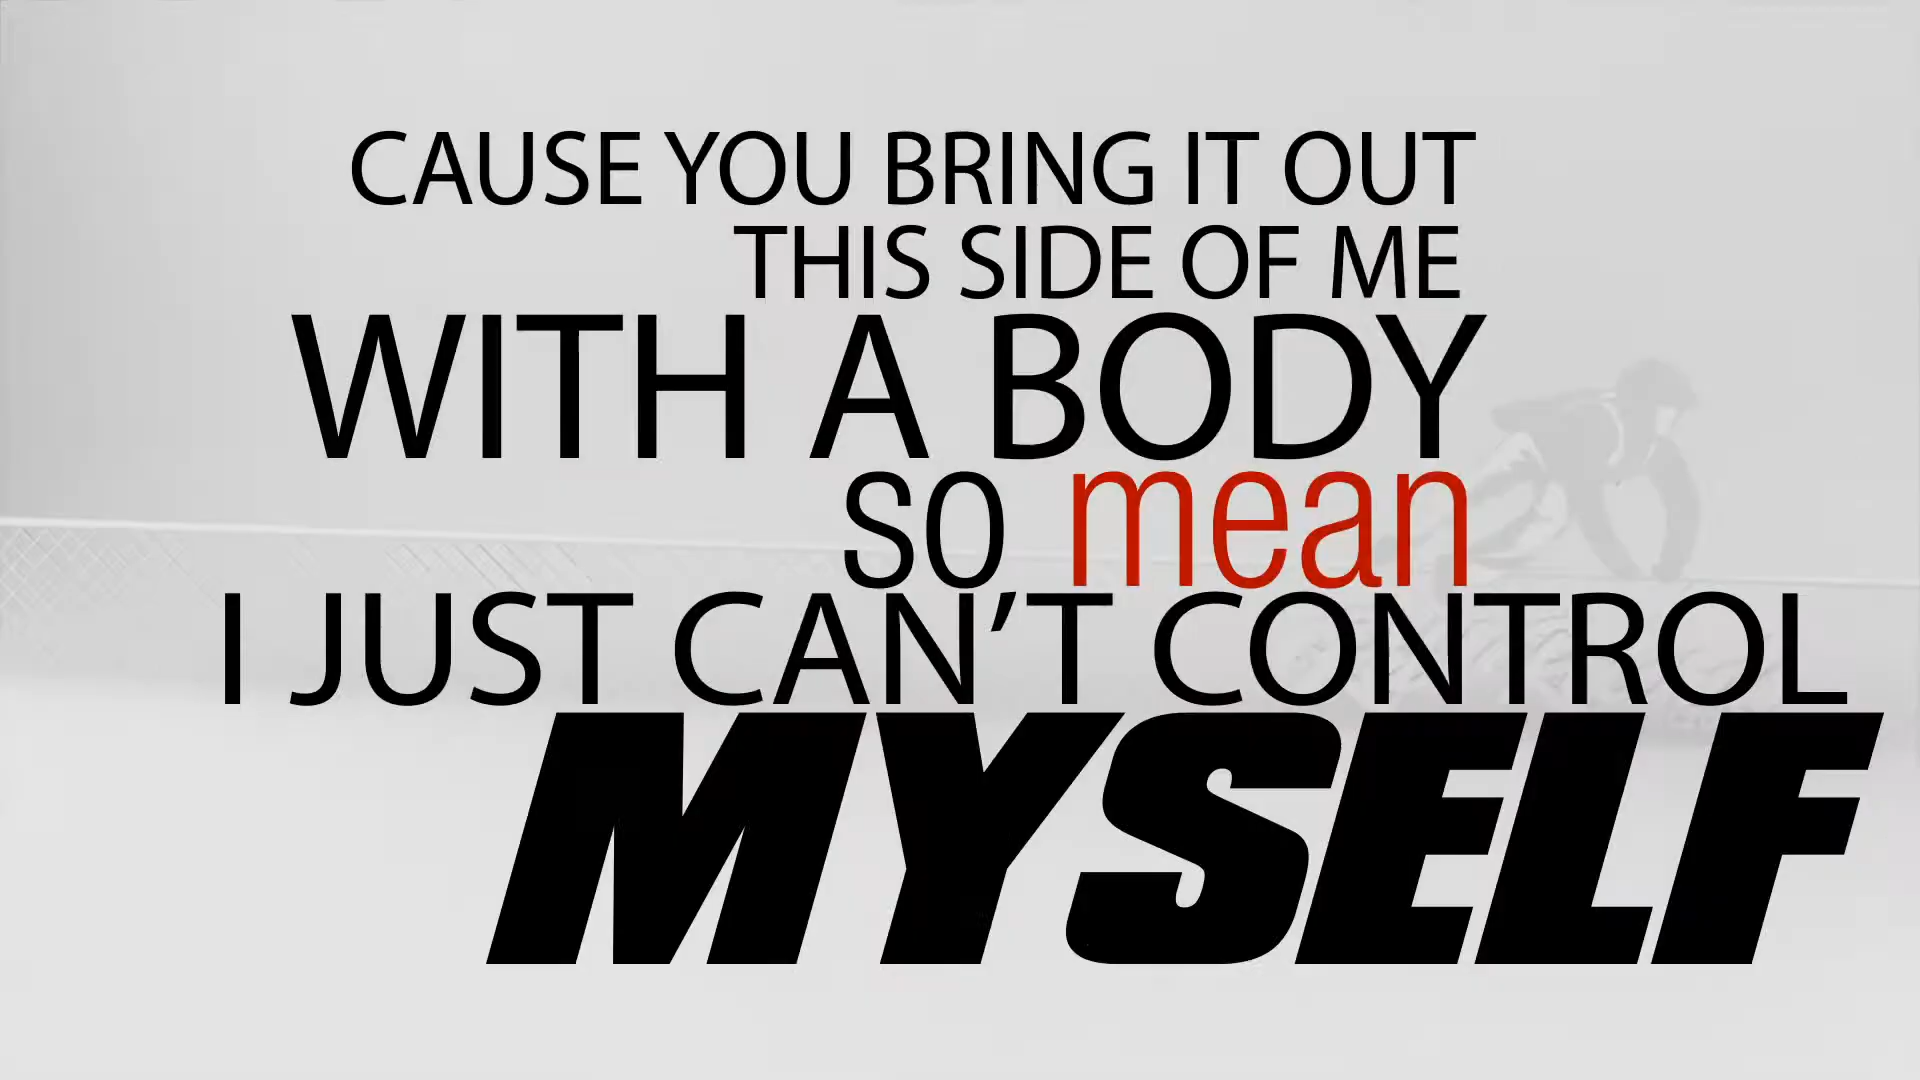 CAUSE YOU BRING IT OUT
THIS SIDE OF ME
WITH A BODY
SO mean
I JUST CAN’T CONTROL
MYSELF